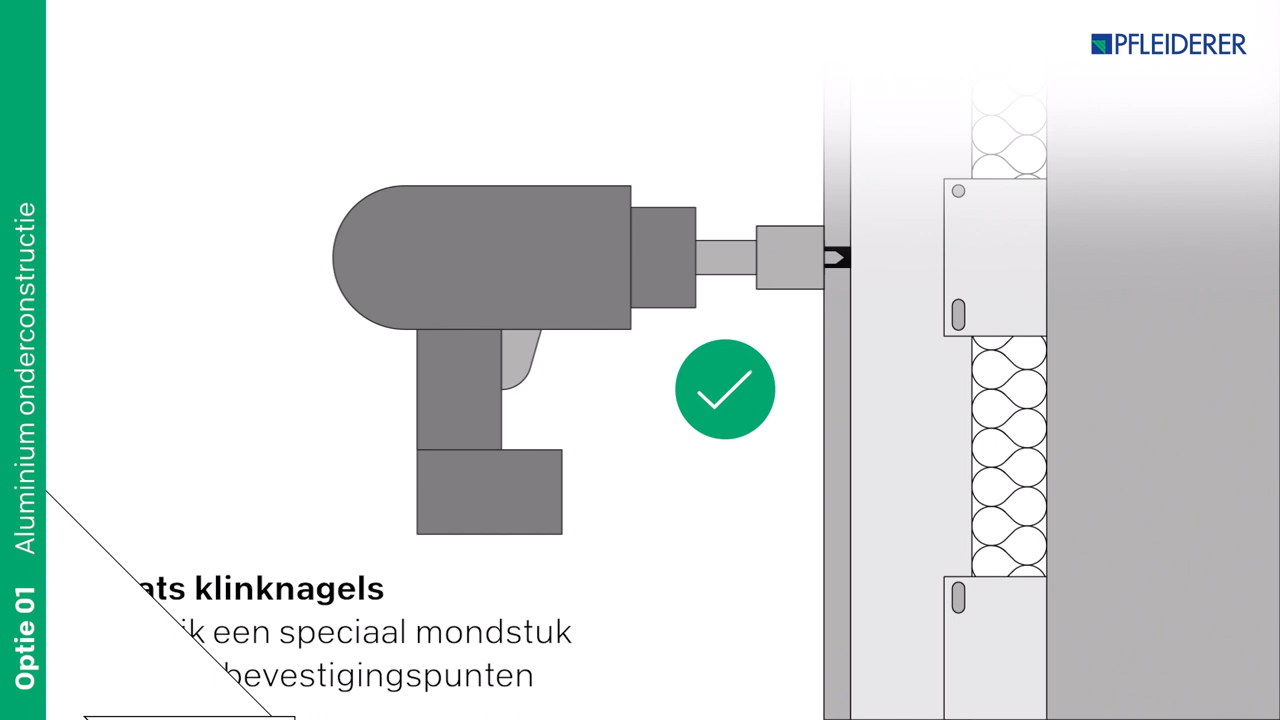 PFLEIDERER
Optie 01 Aluminium onderconstructie
ats klinknagels
ik een speciaal mondstuk
bevestigingspunten